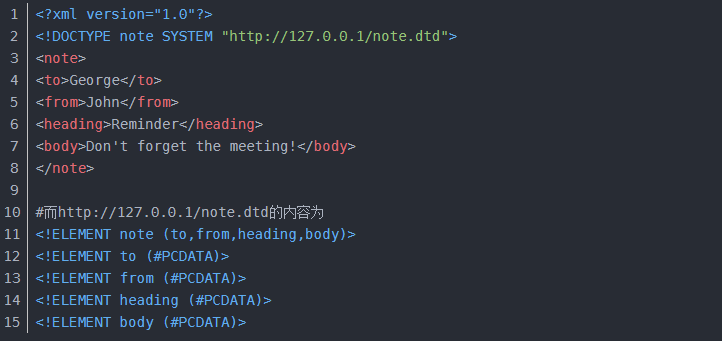 1 <?xml version="1.0"?>
2 <!DOCTYPE note SYSTEM "http://127.0.0.1/note.dtd">
3 <note>
4 <to>George</to>
5 <from>John</from>
6 <heading>Reminder</heading>
7 <body>Don't forget the meeting!</body>
8 </note>
9
10 #而http://127.0.0.1/note.dtd的内容为
11 <!ELEMENT note (to,from,heading,body)>
12 <!ELEMENT to (#PCDATA)>
13 <!ELEMENT from (#PCDATA)>
14 <!ELEMENT heading (#PCDATA)>
15 <!ELEMENT body (#PCDATA)>